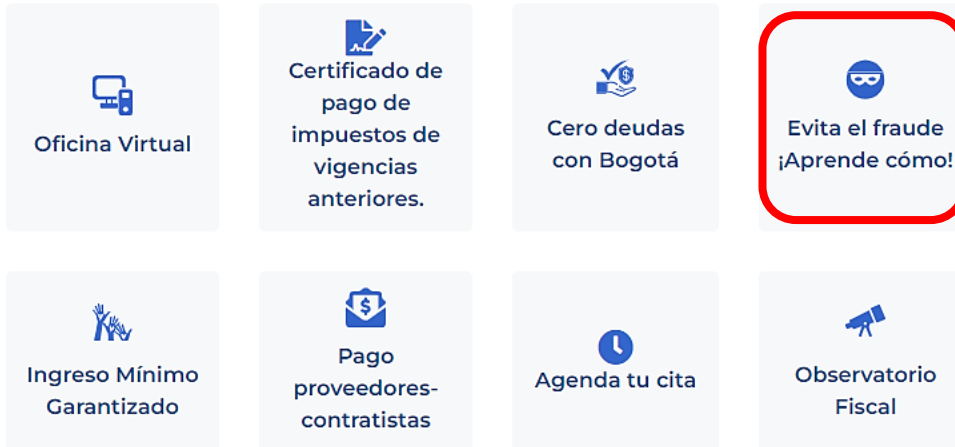 Oficina Virtual
Certificado de
pago de
impuestos de
vigencias
anteriores.
Cero deudas
con Bogotá
Evita el fraude
¡Aprende cómo!
Ingreso Mínimo
Garantizado
Pago
proveedores-
contratistas
Agenda tu cita
Observatorio
Fiscal